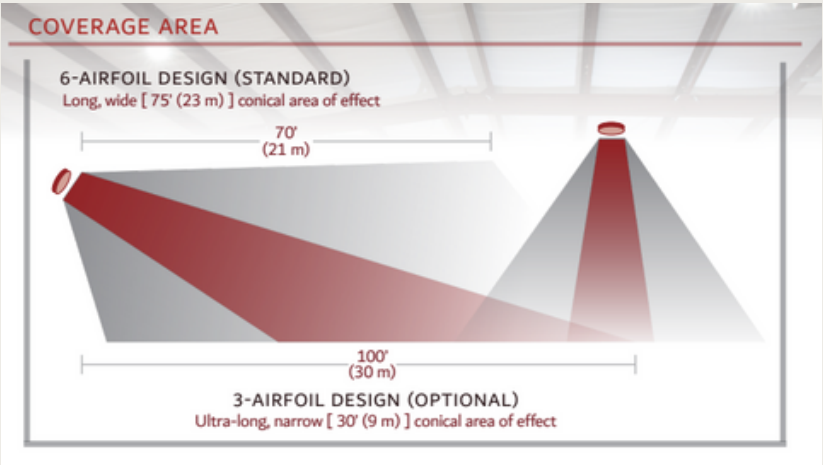 COVERAGE AREA
6-AIRFOIL DESIGN (STANDARD)
Long, wide [ 75' (23 m) ] conical area of effect
70'
(21 m)
100'
(30 m)
3-AIRFOIL DESIGN (OPTIONAL)
Ultra-long, narrow [ 30' (9 m) ] conical area of effect